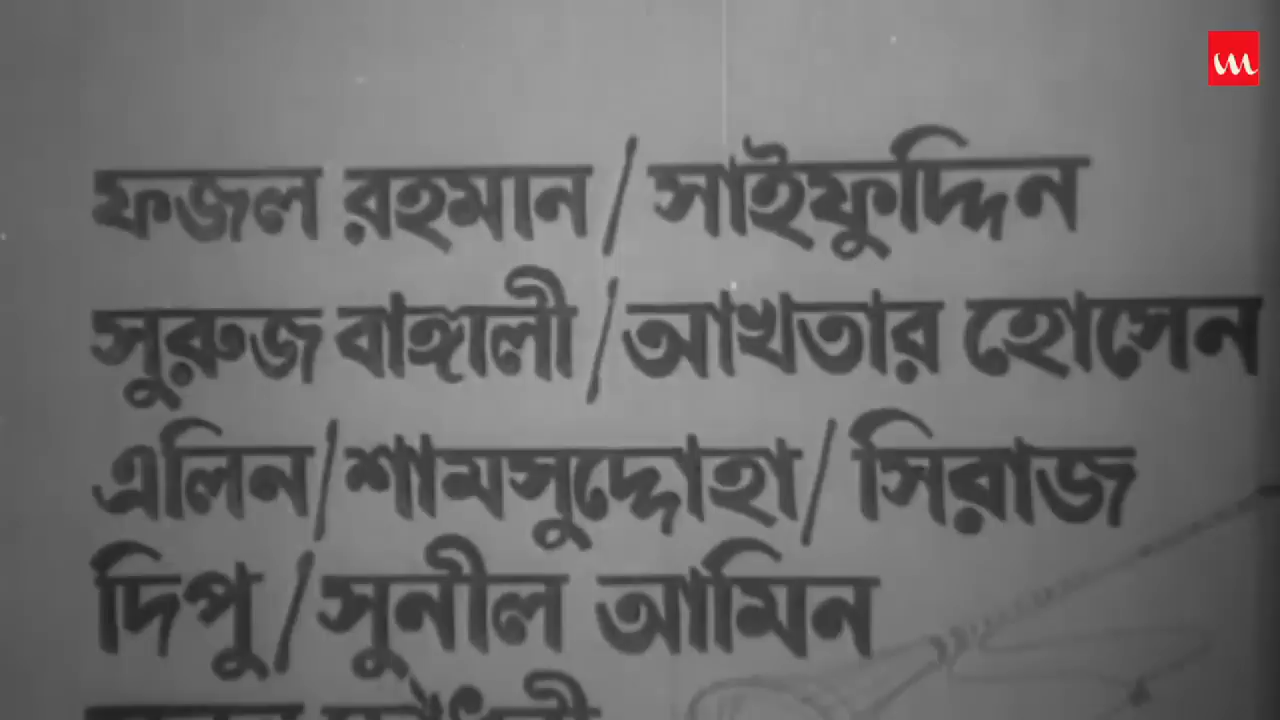 ফজল রহমান / সাইফুদ্দিন
সুরুজ বাঙ্গালী / আখতার হোসেন
এলিন / শামসুদ্দোহা / সিরাজ
দিপু / সুনীল আমিন